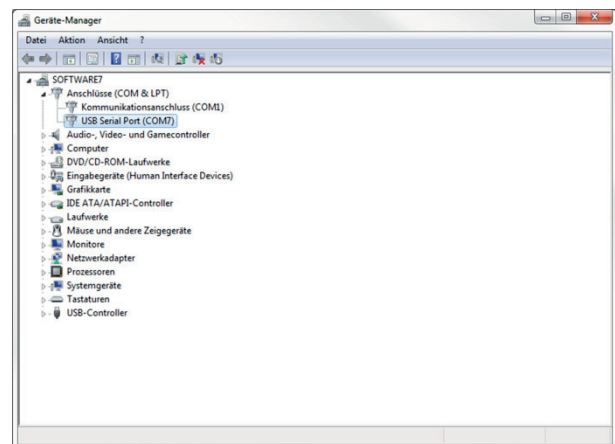 Geräte-Manager
Datei Aktion Ansicht ?
SOFTWARE7
Anschlüsse (COM & LPT)
Kommunikationsanschluss (COM1)
USB Serial Port (COM7)
Audio-, Video- und Gamecontroller
Computer
DVD/CD-ROM-Laufwerke
Eingabegeräte (Human Interface Devices)
Grafikkarte
IDE ATA/ATAPI-Controller
Laufwerke
Mäuse und andere Zeigegeräte
Monitore
Netzwerkadapter
Prozessoren
Systemgeräte
Tastaturen
USB-Controller